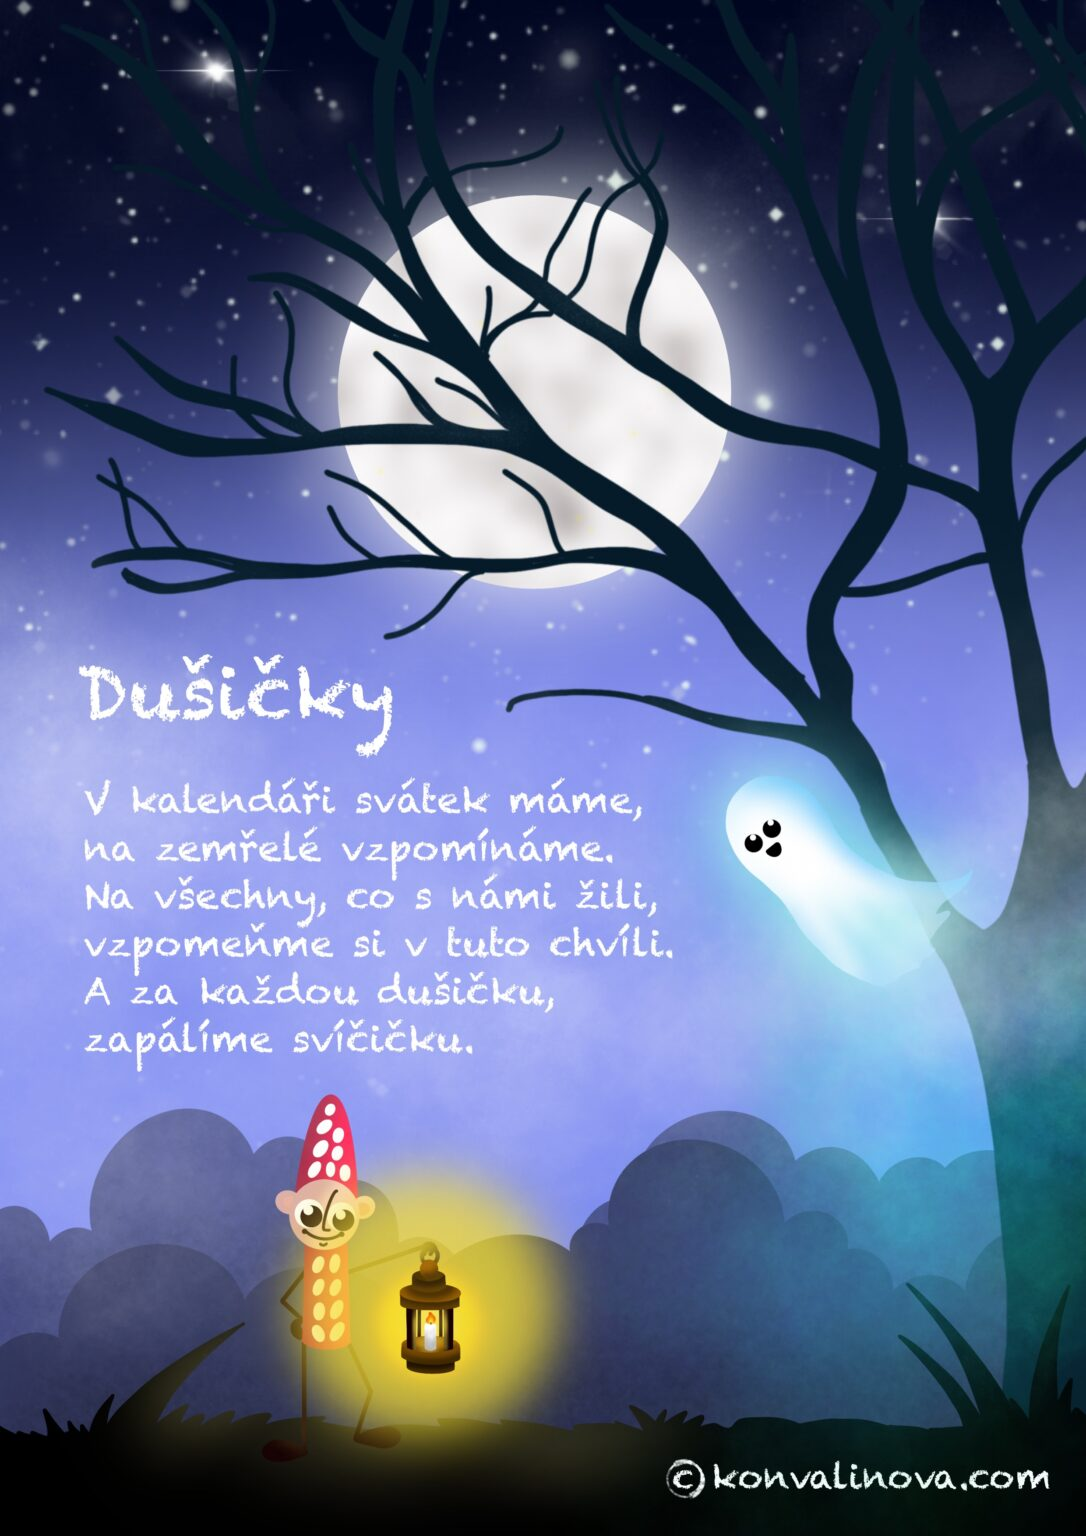 Dušičky
V kalendáři svátek máme,
na zemřelé vzpomínáme.
Na všechny, co s námi žili,
vzpomeňme si v tuto chvíli.
A za každou dušičku,
zapálíme svíčičku.
©konvalinova.com